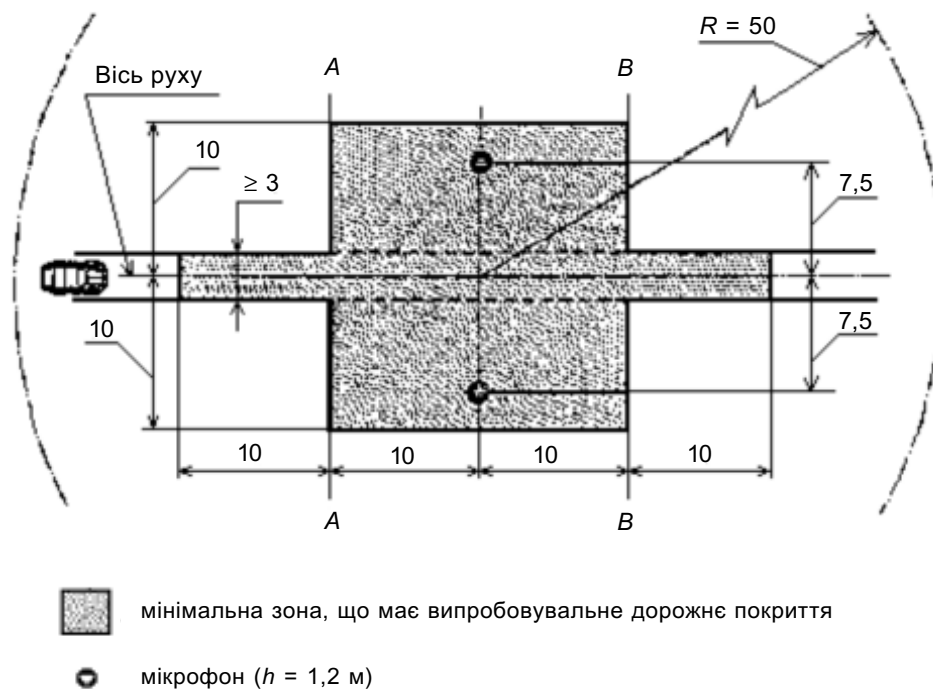 R = 50
A
B
Вісь руху
10
≥ 3
7,5
10
7,5
10
10
10
10
A
B
мінімальна зона, що має випробовувальне дорожнє покриття
мікрофон (h = 1,2 м)